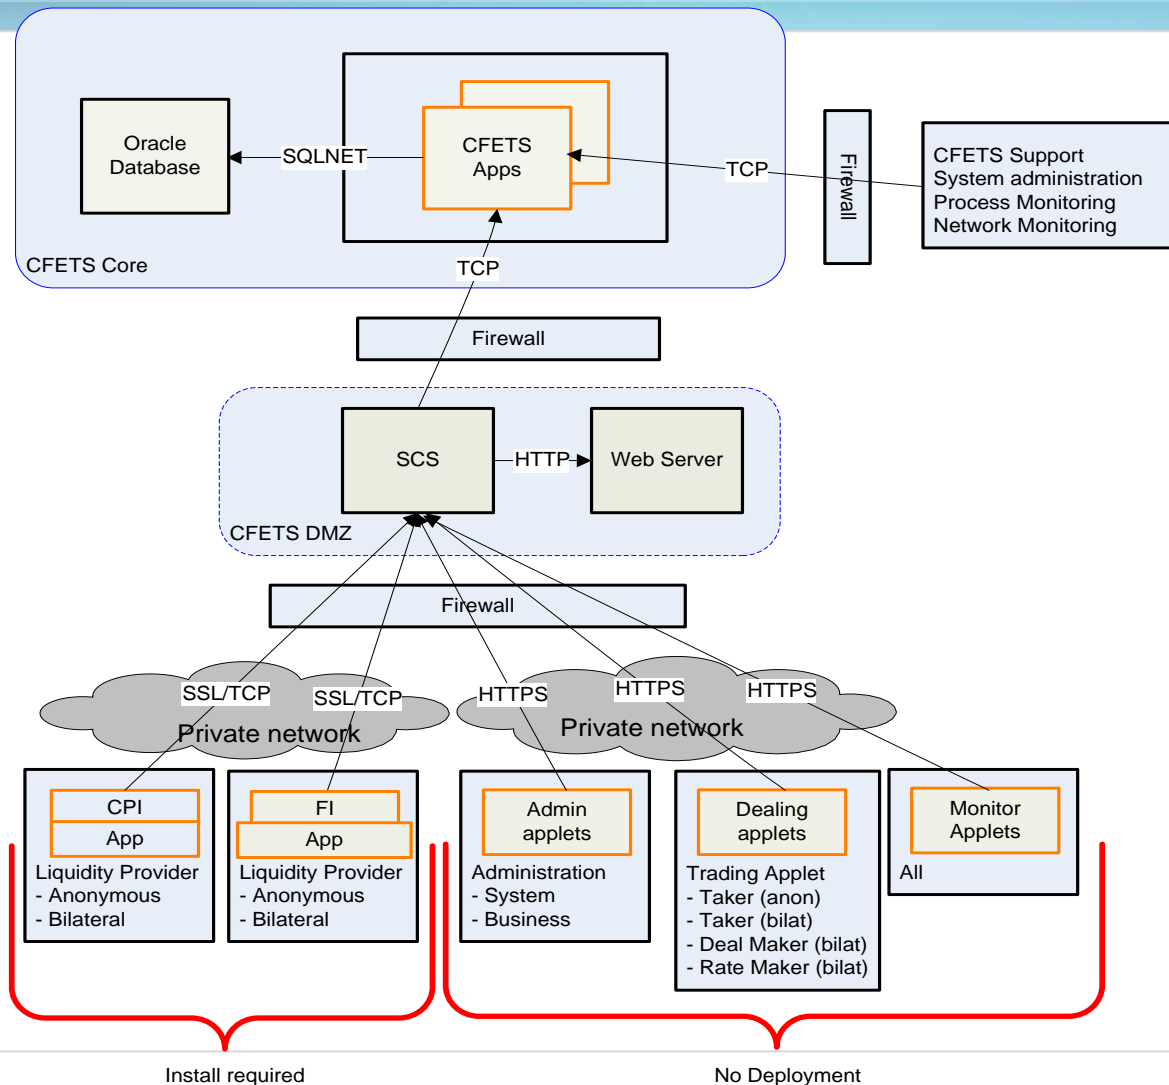 Oracle
Database
SQLNET
CFETS
Apps
TCP
Firewall
CFETS Support
System administration
Process Monitoring
Network Monitoring
CFETS Core
TCP
Firewall
SCS
HTTP
Web Server
CFETS DMZ
Firewall
SSL/TCP
SSL/TCP
HTTPS
HTTPS
HTTPS
Private network
Private network
CPI
App
Liquidity Provider
- Anonymous
- Bilateral
FI
App
Liquidity Provider
- Anonymous
- Bilateral
Admin
applets
Administration
- System
- Business
Dealing
applets
Trading Applet
- Taker (anon)
- Taker (bilat)
- Deal Maker (bilat)
- Rate Maker (bilat)
Monitor
Applets
All
Install required
No Deployment